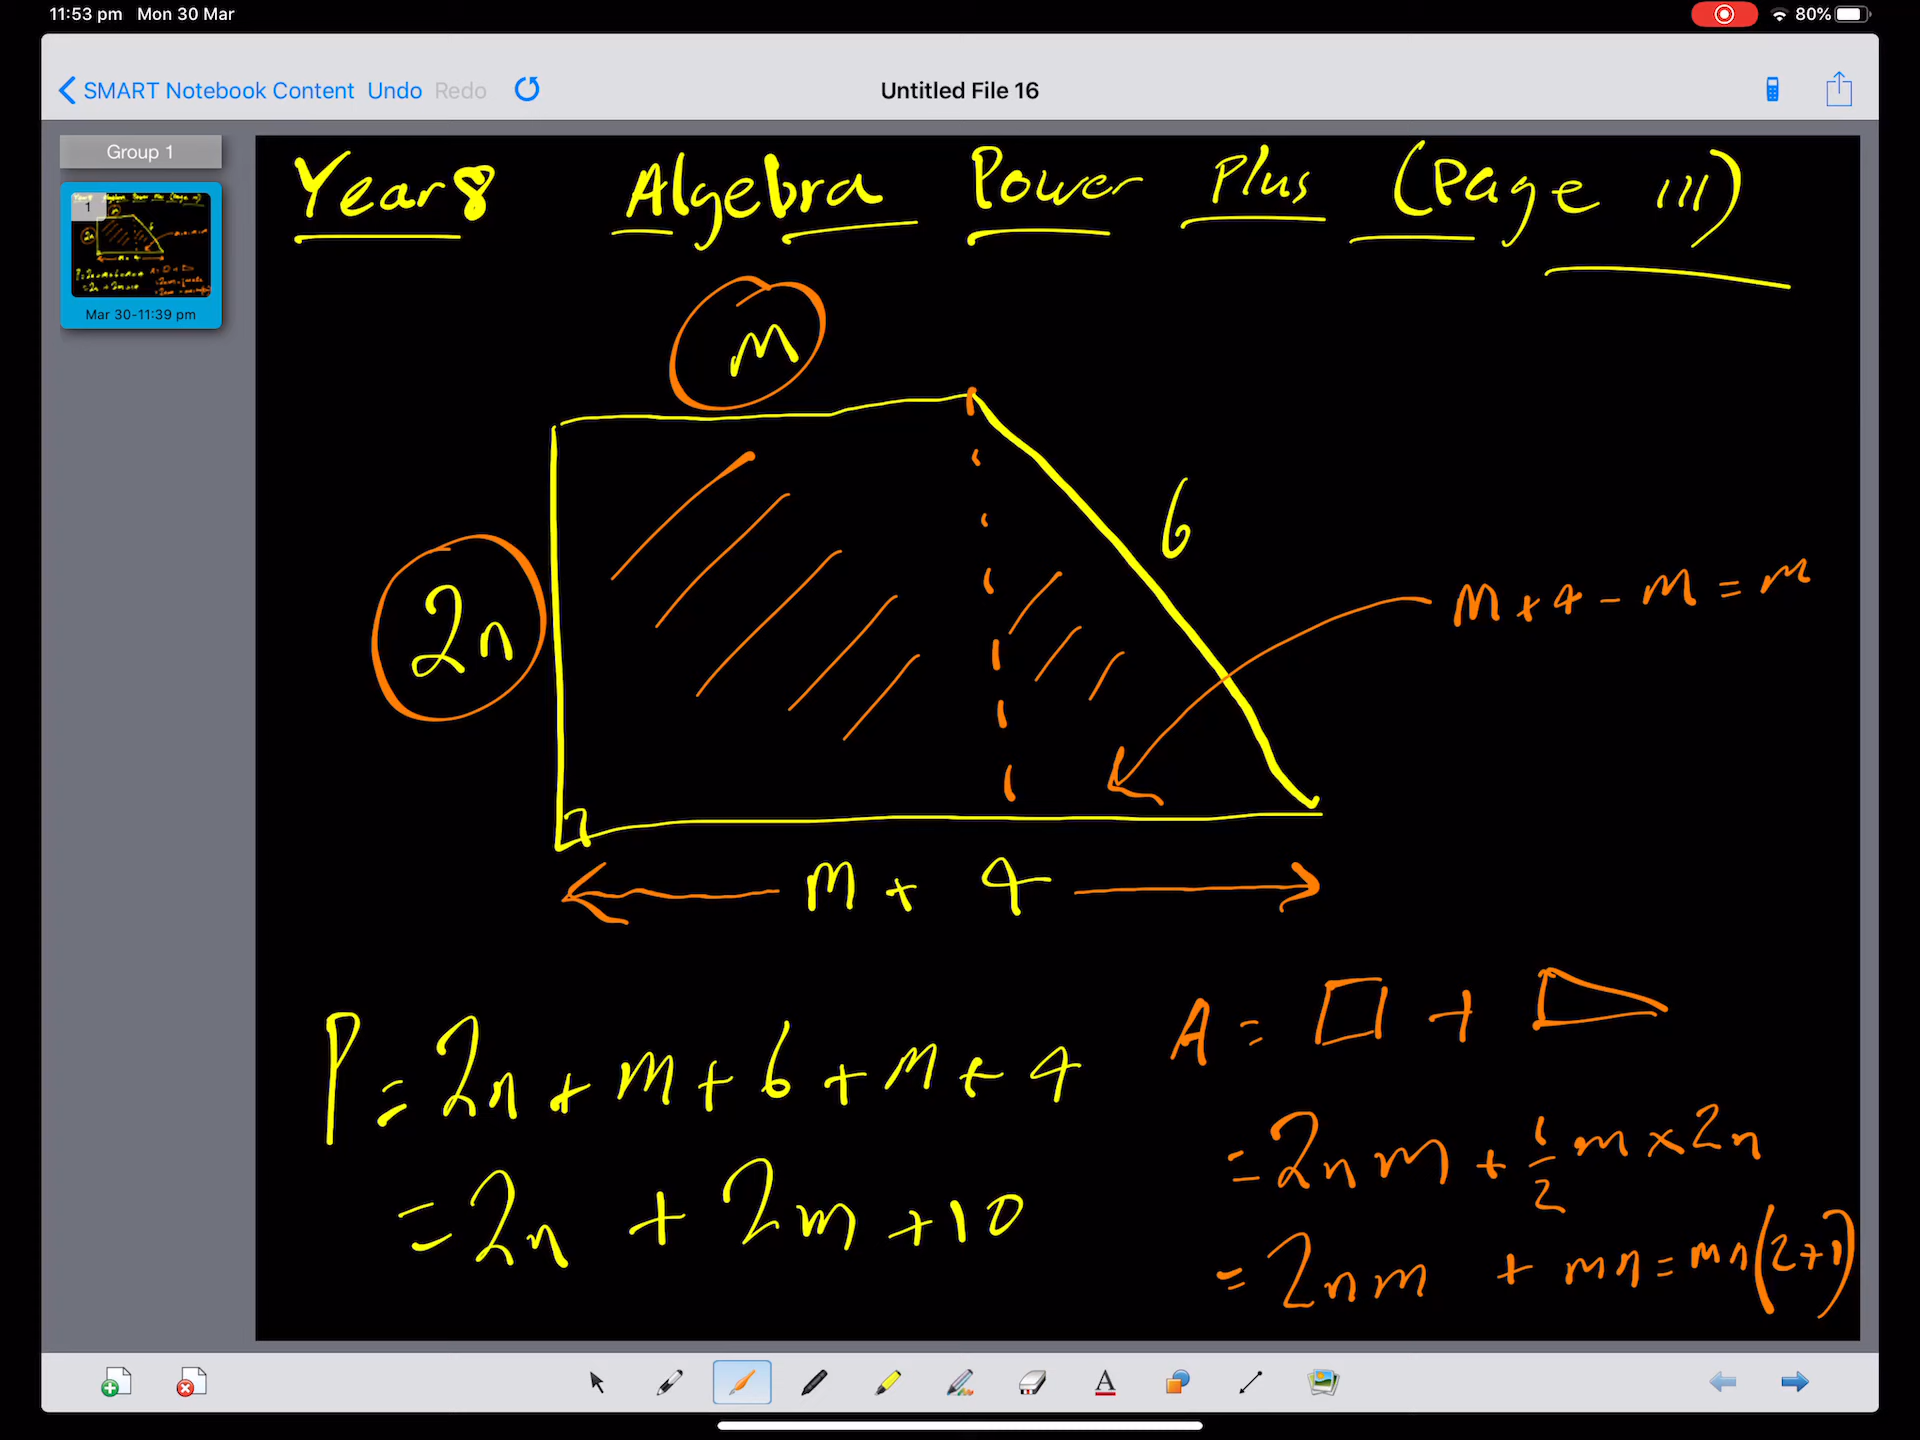 11:53 pm Mon 30 Mar 80%
SMART Notebook Content Undo Redo Untitled File 16
Group 1
1
Mar 30-11:39 pm
Year 8 Algebra Power Plus (Page 111)
m
2n
6
m + 4 - m = m
m + 4
P = 2n + m + 6 + m + 4
= 2n + 2m + 10
A = □ +
= 2nm + 1/2 m × 2n
= 2nm + mn = mn(2+1)
A